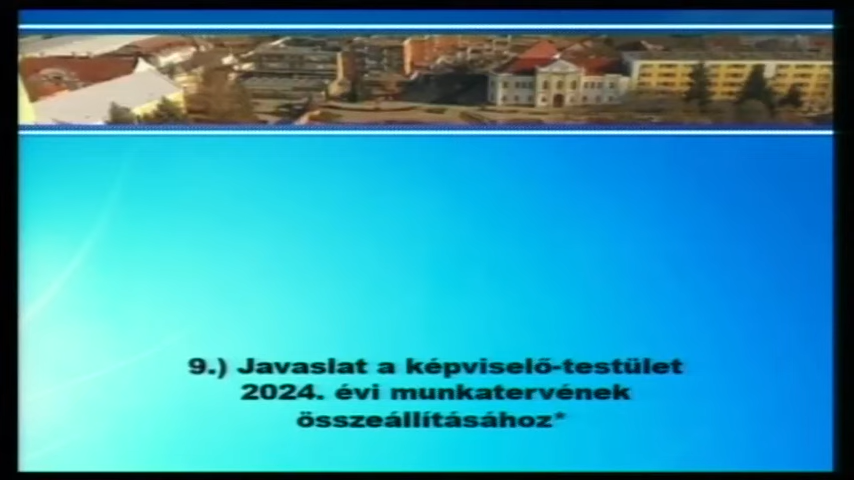 9.) Javaslat a képviselő-testület
2024. évi munkatervének
összeállításához*